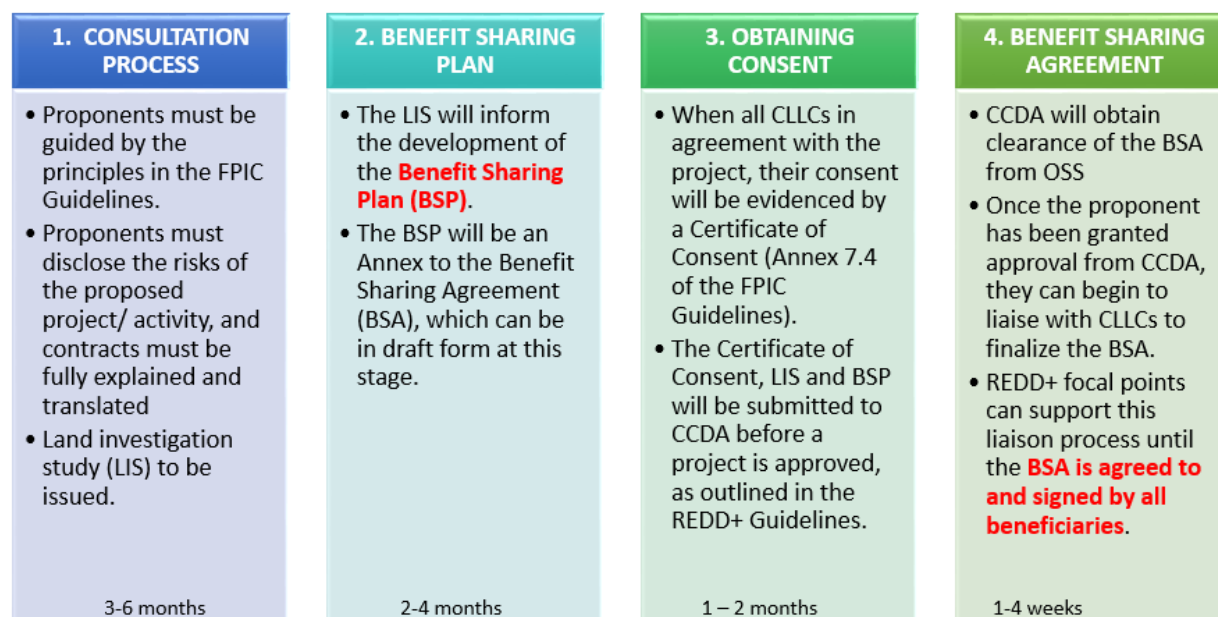 1. CONSULTATION
PROCESS
• Proponents must be
guided by the
principles in the FPIC
Guidelines.
• Proponents must
disclose the risks of
the proposed
project/ activity, and
contracts must be
fully explained and
translated
• Land investigation
study (LIS) to be
issued.
3-6 months
2. BENEFIT SHARING
PLAN
• The LIS will inform
the development of
the Benefit Sharing
Plan (BSP).
• The BSP will be an
Annex to the Benefit
Sharing Agreement
(BSA), which can be
in draft form at this
stage.
2-4 months
3. OBTAINING
CONSENT
• When all CLLCs in
agreement with the
project, their consent
will be evidenced by
a Certificate of
Consent (Annex 7.4
of the FPIC
Guidelines).
• The Certificate of
Consent, LIS and BSP
will be submitted to
CCDA before a
project is approved,
as outlined in the
REDD+ Guidelines.
1 – 2 months
4. BENEFIT SHARING
AGREEMENT
• CCDA will obtain
clearance of the BSA
from OSS
• Once the proponent
has been granted
approval from CCDA,
they can begin to
liaise with CLLCs to
finalize the BSA.
• REDD+ focal points
can support this
liaison process until
the BSA is agreed to
and signed by all
beneficiaries.
1-4 weeks